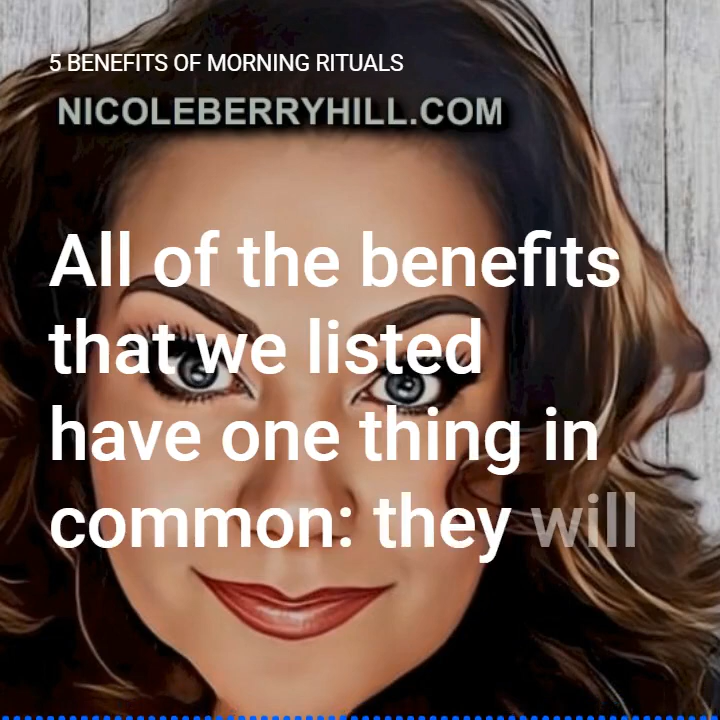 5 BENEFITS OF MORNING RITUALS
NICOLEBERRYHILL.COM
All of the benefits
that we listed
have one thing in
common: they will